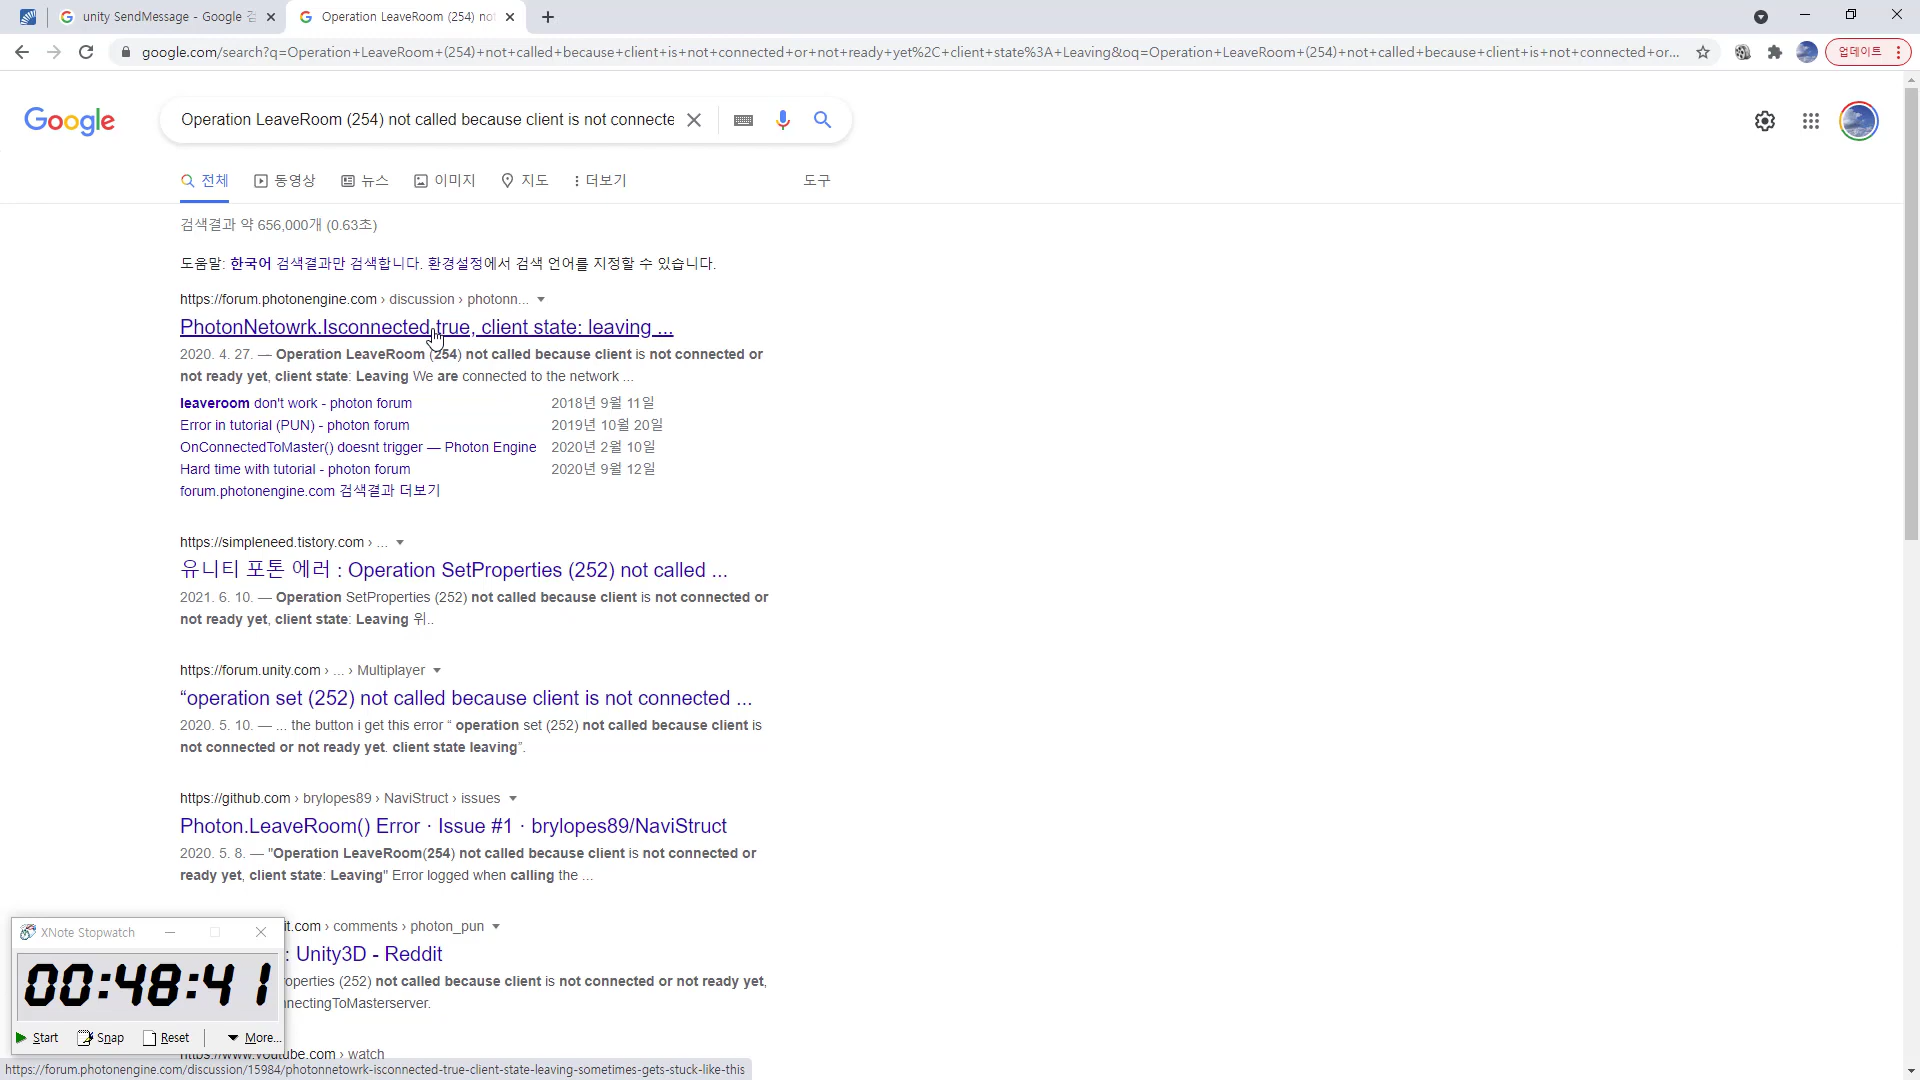 unity SendMessage - Google 검
Operation LeaveRoom (254) not
google.com/search?q=Operation+LeaveRoom+(254)+not+called+because+client+is+not+connected+or+not+ready+yet%2C+client+state%3A+Leaving&oq=Operation+LeaveRoom+(254)+not+called+because+client+is+not+connected+or...
업데이트
Google
Operation LeaveRoom (254) not called because client is not connecte
전체
동영상
뉴스
이미지
지도
더보기
도구
검색결과 약 656,000개 (0.63초)
도움말: 한국어 검색결과만 검색합니다. 환경설정에서 검색 언어를 지정할 수 있습니다.
https://forum.photonengine.com › discussion › photonn...
PhotonNetowrk.Isconnected true, client state: leaving ...
2020. 4. 27. — Operation LeaveRoom (254) not called because client is not connected or
not ready yet, client state: Leaving We are connected to the network ...
leaveroom don't work - photon forum 2018년 9월 11일
Error in tutorial (PUN) - photon forum 2019년 10월 20일
OnConnectedToMaster() doesnt trigger — Photon Engine 2020년 2월 10일
Hard time with tutorial - photon forum 2020년 9월 12일
forum.photonengine.com 검색결과 더보기
https://simpleneed.tistory.com › ...
유니티 포톤 에러 : Operation SetProperties (252) not called ...
2021. 6. 10. — Operation SetProperties (252) not called because client is not connected or
not ready yet, client state: Leaving 위..
https://forum.unity.com › ... › Multiplayer
“operation set (252) not called because client is not connected ...
2020. 5. 10. — ... the button i get this error “ operation set (252) not called because client is
not connected or not ready yet. client state leaving”.
https://github.com › brylopes89 › NaviStruct › issues
Photon.LeaveRoom() Error · Issue #1 · brylopes89/NaviStruct
2020. 5. 8. — "Operation LeaveRoom(254) not called because client is not connected or
ready yet, client state: Leaving" Error logged when calling the ...
it.com › comments › photon_pun
: Unity3D - Reddit
operties (252) not called because client is not connected or not ready yet,
nnectingToMasterserver.
https://www.youtube.com › watch
XNote Stopwatch
00:48:41
Start
Snap
Reset
More...
https://forum.photonengine.com/discussion/15984/photonnetowrk-isconnected-true-client-state-leaving-sometimes-gets-stuck-like-this